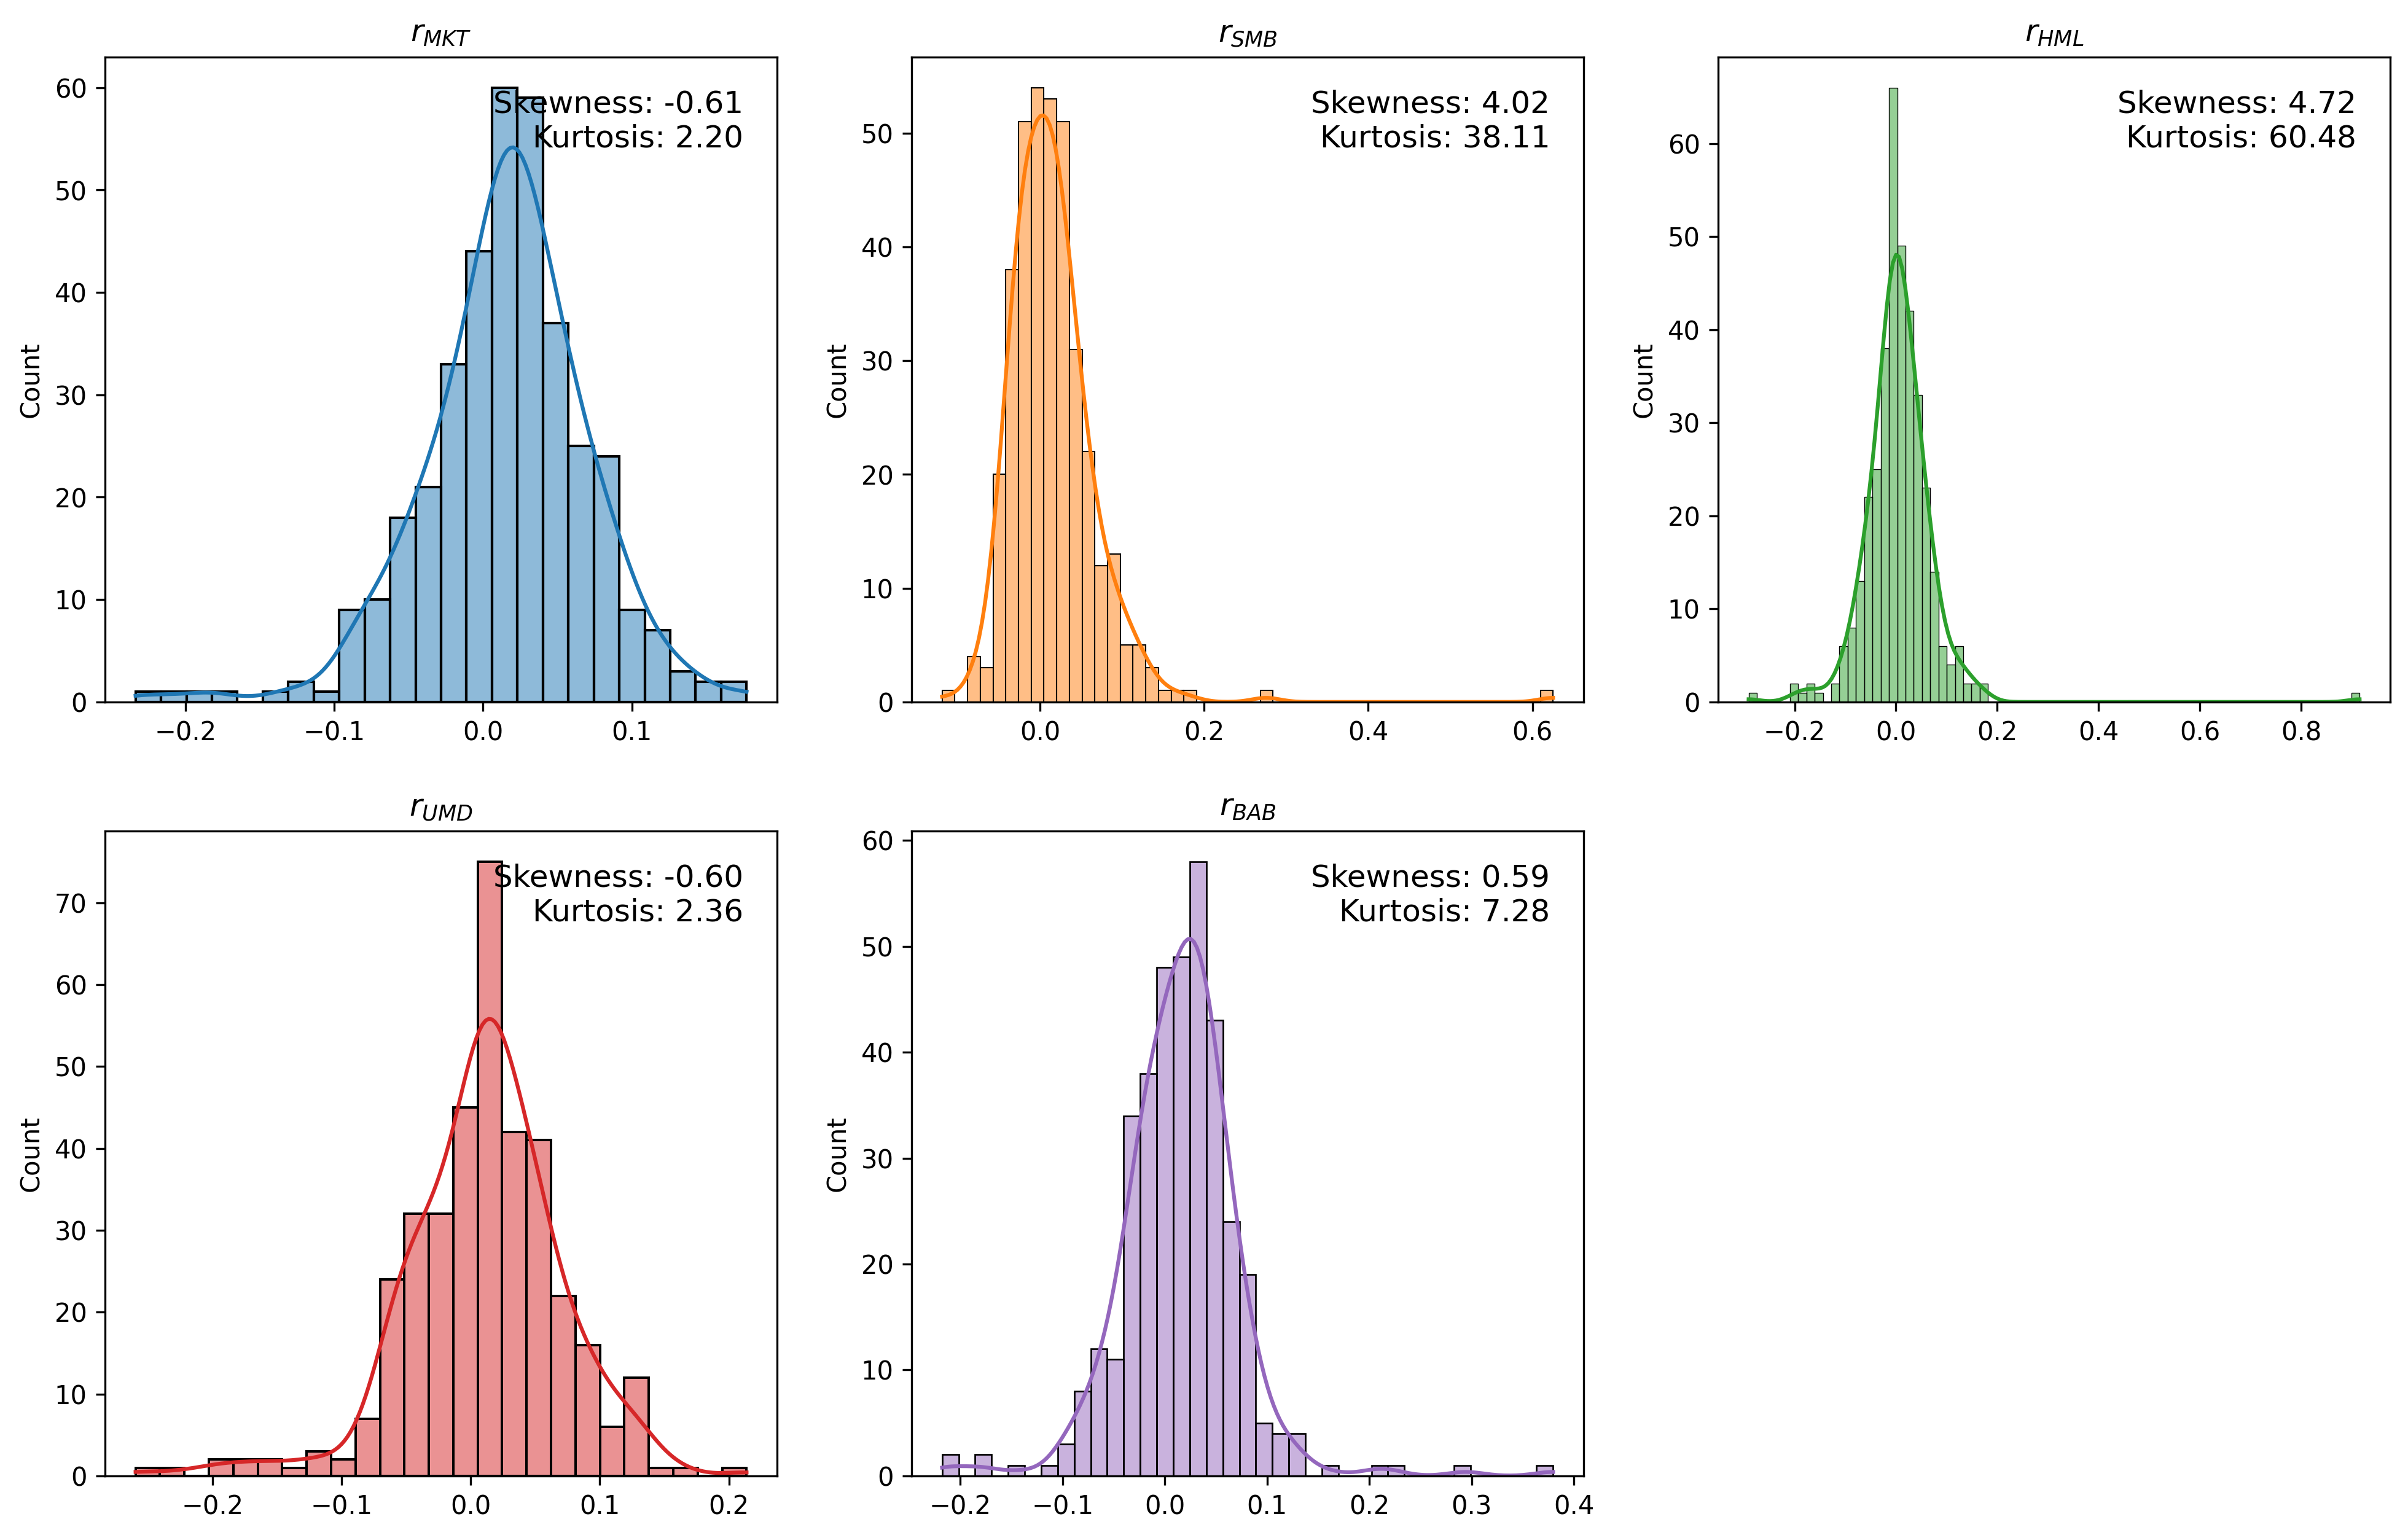 r_MKT
Skewness: -0.61
Kurtosis: 2.20
Count
60
50
40
30
20
10
0
−0.2 −0.1 0.0 0.1
r_SMB
Skewness: 4.02
Kurtosis: 38.11
Count
50
40
30
20
10
0
0.0 0.2 0.4 0.6
r_HML
Skewness: 4.72
Kurtosis: 60.48
Count
60
50
40
30
20
10
0
−0.2 0.0 0.2 0.4 0.6 0.8
r_UMD
Skewness: -0.60
Kurtosis: 2.36
Count
70
60
50
40
30
20
10
0
−0.2 −0.1 0.0 0.1 0.2
r_BAB
Skewness: 0.59
Kurtosis: 7.28
Count
60
50
40
30
20
10
0
−0.2 −0.1 0.0 0.1 0.2 0.3 0.4